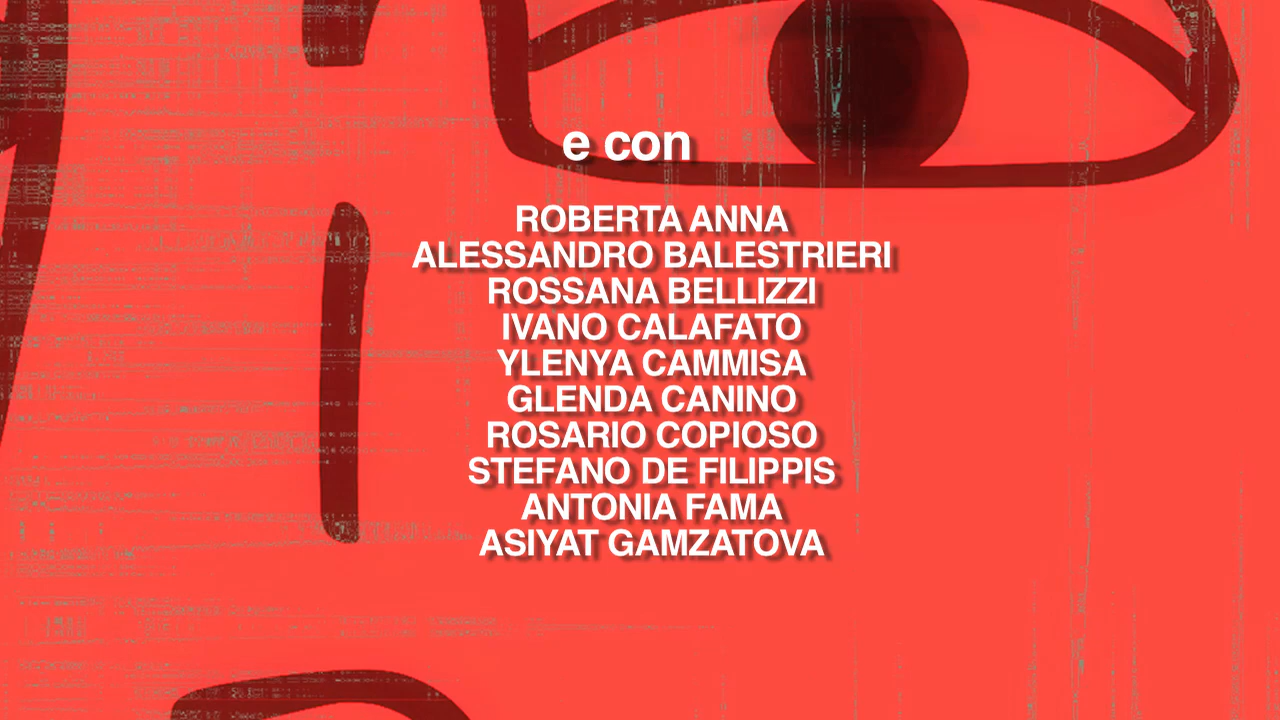 e con
ROBERTA ANNA
ALESSANDRO BALESTRIERI
ROSSANA BELLIZZI
IVANO CALAFATO
YLENYA CAMMISA
GLENDA CANINO
ROSARIO COPIOSO
STEFANO DE FILIPPIS
ANTONIA FAMA
ASIYAT GAMZATOVA